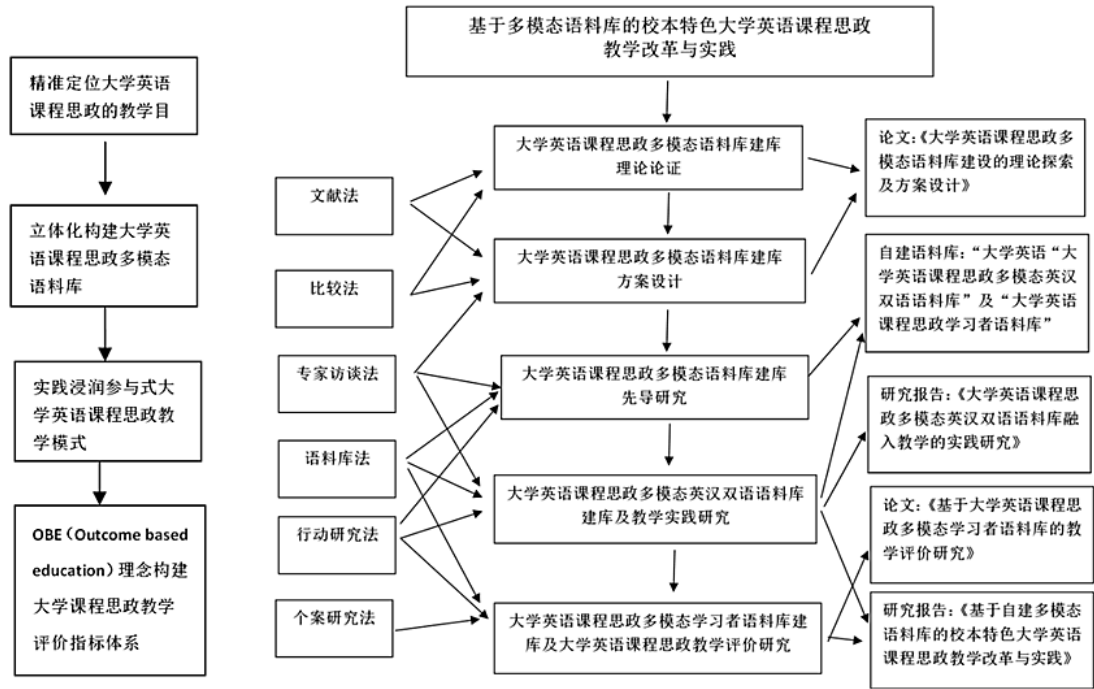 基于多模态语料库的校本特色大学英语课程思政
教学改革与实践
精准定位大学英语
课程思政的教学目
立体化构建大学英
语课程思政多模态
语料库
实践浸润参与式大
学英语课程思政教
学模式
OBE（Outcome based
education）理念构建
大学课程思政教学
评价指标体系
文献法
比较法
专家访谈法
语料库法
行动研究法
个案研究法
大学英语课程思政多模态语料库建库
理论论证
大学英语课程思政多模态语料库建库
方案设计
大学英语课程思政多模态语料库建库
先导研究
大学英语课程思政多模态英汉双语语料库
建库及教学实践研究
大学英语课程思政多模态学习者语料库建
库及大学英语课程思政教学评价研究
论文：《大学英语课程思政多
模态语料库建设的理论探索
及方案设计》
自建语料库：“大学英语“大
学英语课程思政多模态英汉
双语语料库”及“大学英语
课程思政学习者语料库”
研究报告：《大学英语课程思
政多模态英汉双语语料库融
入教学的实践研究》
论文：《基于大学英语课程思
政多模态学习者语料库的教
学评价研究》
研究报告：《基于自建多模态
语料库的校本特色大学英语
课程思政教学改革与实践》